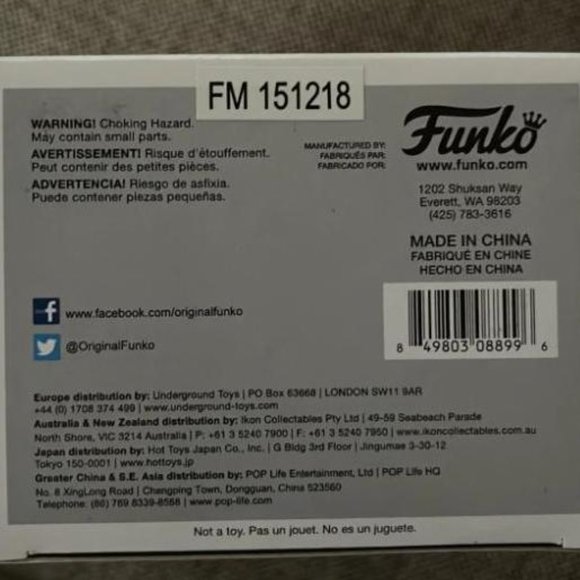 FM 151218
WARNING! Choking Hazard.
May contain small parts.
AVERTISSEMENT! Risque d'étouffement.
Peut contenir des petites pièces.
ADVERTENCIA! Riesgo de asfixia.
Puede contener piezas pequeñas.
MANUFACTURED BY:
FABRIQUÉS PAR:
FABRICADO POR:
Funko
www.funko.com
1202 Shuksan Way
Everett, WA 98203
(425) 783-3616
MADE IN CHINA
FABRIQUÉ EN CHINE
HECHO EN CHINA
f www.facebook.com/originalfunko
@OriginalFunko
8 49803 08899 6
Europe distribution by: Underground Toys | PO Box 63668 | LONDON SW11 9AR
+44 (0) 1708 374 499 | www.underground-toys.com
Australia & New Zealand distribution by: Ikon Collectables Pty Ltd | 49-59 Seabeach Parade
North Shore, VIC 3214 Australia | P: +61 3 5240 7900 | F: +61 3 5240 7950 | www.ikoncollectables.com.au
Japan distribution by: Hot Toys Japan Co., Inc. | G Bldg 3rd Floor | Jingumae 3-30-12
Tokyo 150-0001 | www.hottoys.jp
Greater China & S.E. Asia distribution by: POP Life Entertainment, Ltd | POP Life HQ
No. 8 XingLong Road | Changping Town, Dongguan, China 523560
Telephone: (86) 769 8339-8568 | www.pop-life.com
Not a toy. Pas un jouet. No es un juguete.